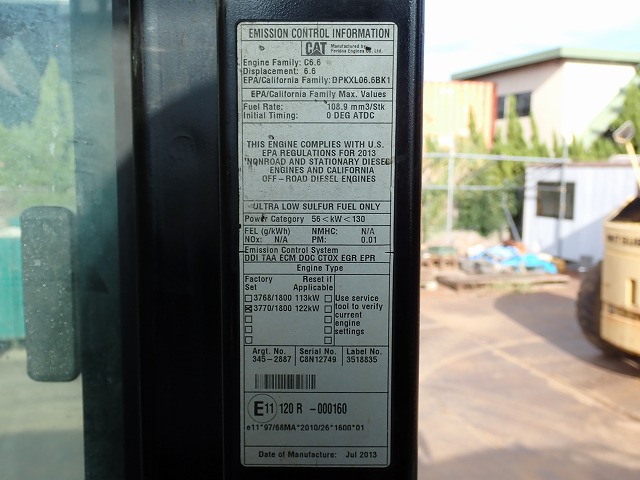 EMISSION CONTROL INFORMATION
CAT Manufactured by
Perkins Engines Co. Ltd.
Engine Family: C6.6
Displacement: 6.6
EPA/California Family: DPKXL06.6BK1
EPA/California Family Max. Values
Fuel Rate: 108.9 mm3/Stk
Initial Timing: 0 DEG ATDC
THIS ENGINE COMPLIES WITH U.S.
EPA REGULATIONS FOR 2013
NONROAD AND STATIONARY DIESEL
ENGINES AND CALIFORNIA
OFF-ROAD DIESEL ENGINES
ULTRA LOW SULFUR FUEL ONLY
Power Category 56<kW<130
FEL (g/kWh) NMHC: N/A
NOx: N/A PM: 0.01
Emission Control System
DDI TAA ECM DOC CTOX EGR EPR
Engine Type
Factory Set Reset if Applicable
3768/1800 113kW
3770/1800 122kW
Use service
tool to verify
current
engine
settings
Argt. No. Serial No. Label No.
345-2887 C8N12749 3518835
E11 120 R -000160
e11*97/68MA*2010/26*1600*01
Date of Manufacture: Jul 2013